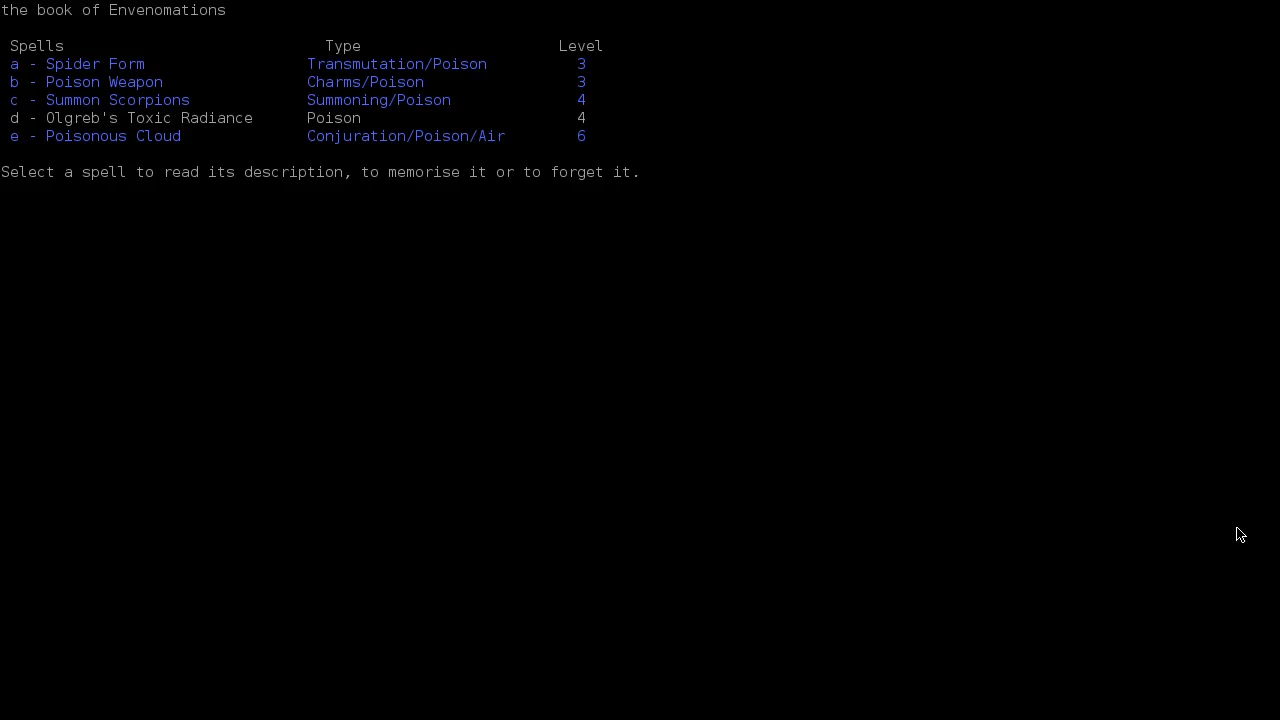 the book of Envenomations
Spells Type Level
a - Spider Form Transmutation/Poison 3
b - Poison Weapon Charms/Poison 3
c - Summon Scorpions Summoning/Poison 4
d - Olgreb's Toxic Radiance Poison 4
e - Poisonous Cloud Conjuration/Poison/Air 6
Select a spell to read its description, to memorise it or to forget it.